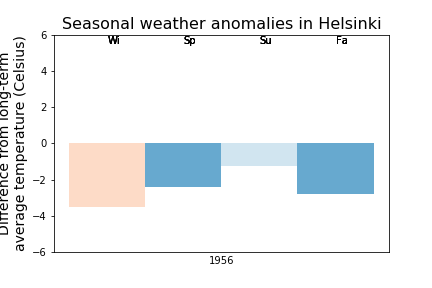 Seasonal weather anomalies in Helsinki
Difference from long-term
average temperature (Celsius)
6
4
2
0
−2
−4
−6
Wi
Sp
Su
Fa
1956